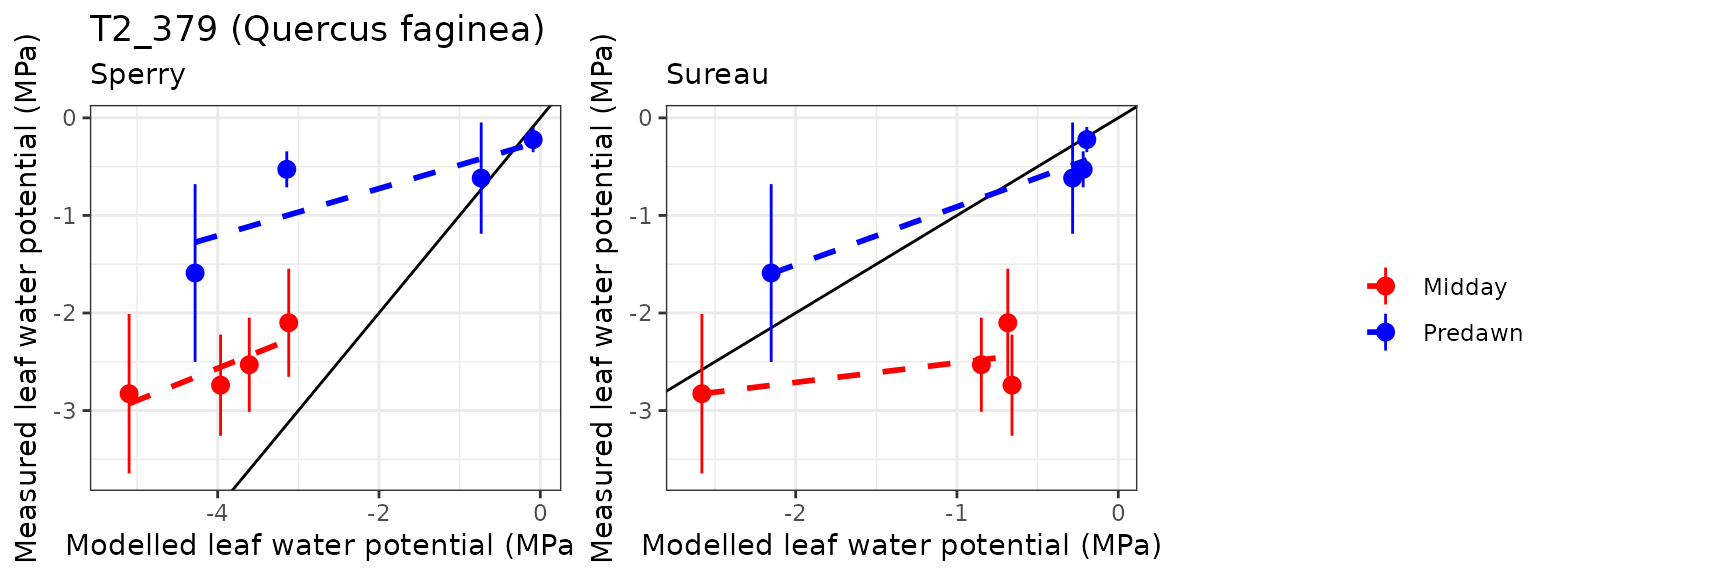 T2_379 (Quercus faginea)
Sperry
Measured leaf water potential (MPa)
0
-1
-2
-3
-4
-2
0
Modelled leaf water potential (MPa
Sureau
Measured leaf water potential (MPa)
0
-1
-2
-3
-2
-1
0
Modelled leaf water potential (MPa)
Midday
Predawn